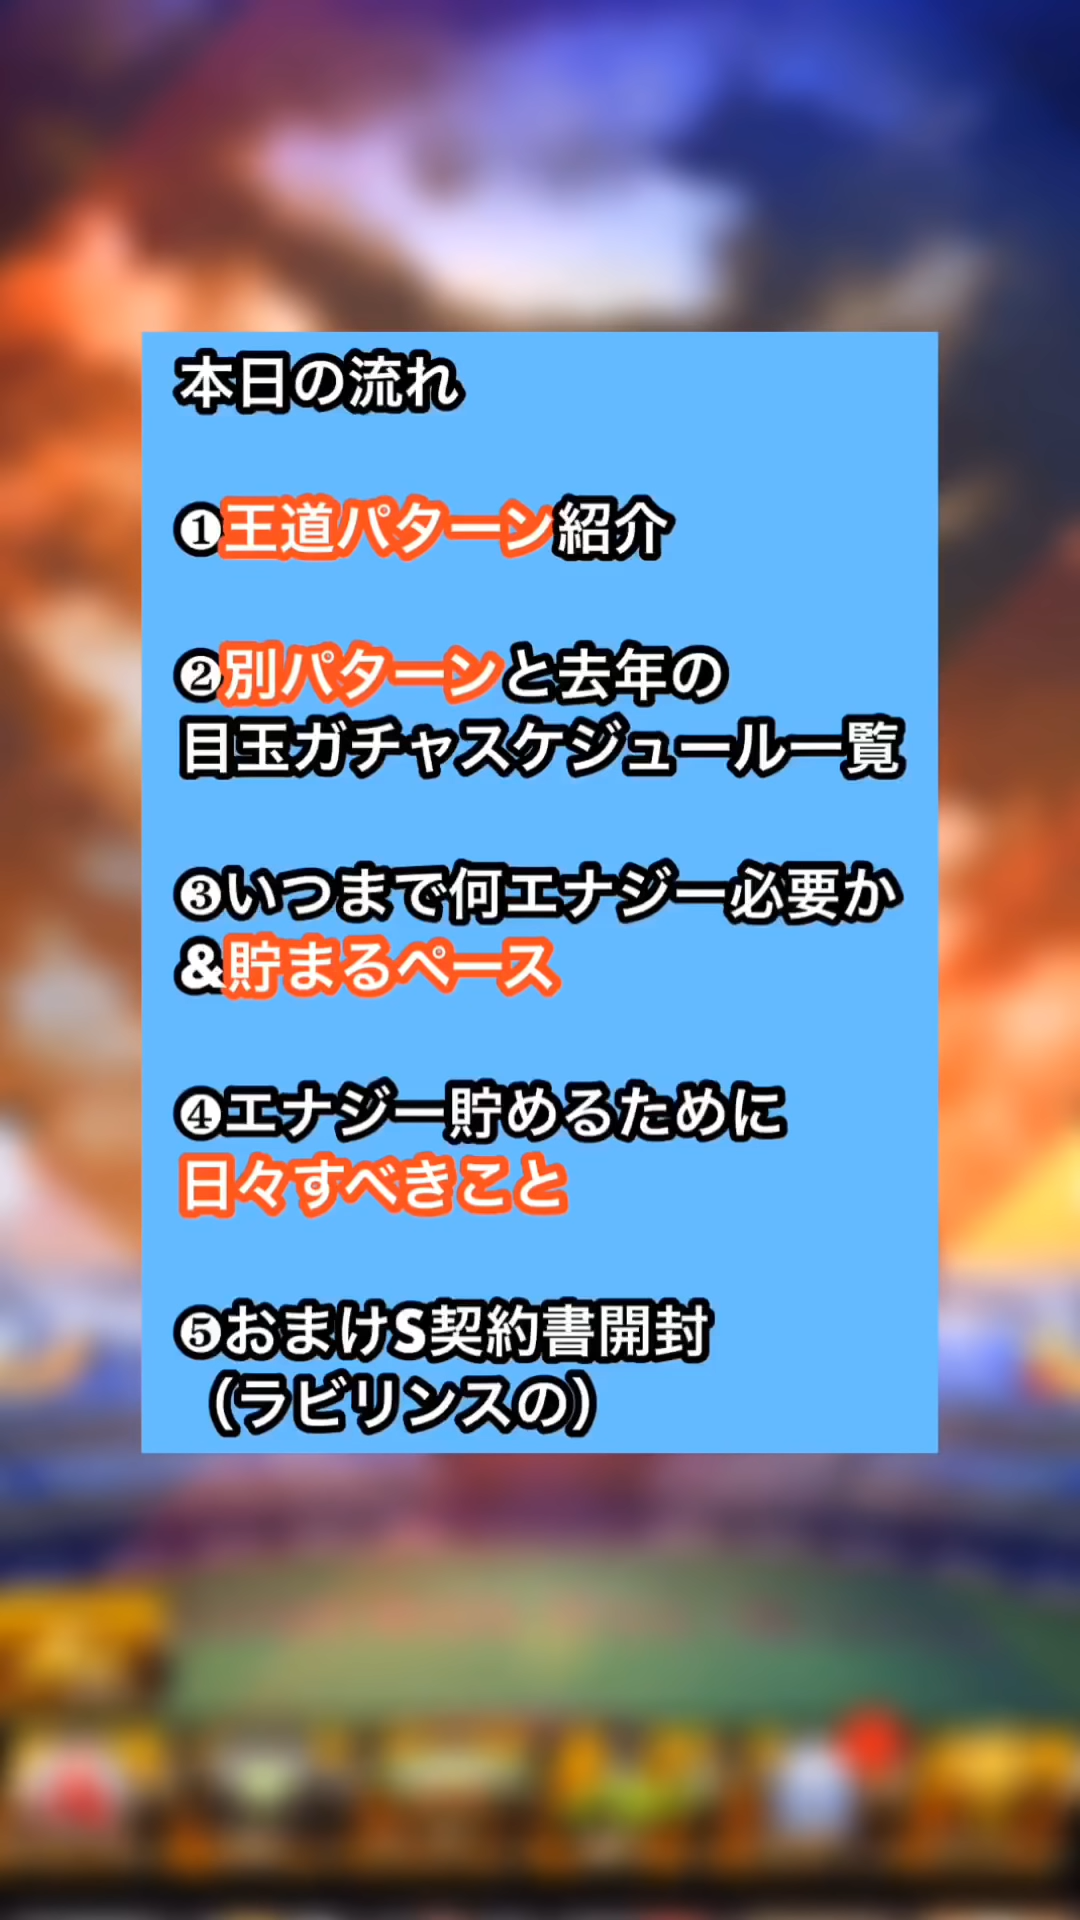 本日の流れ
❶王道パターン紹介
❷別パターンと去年の
目玉ガチャスケジュール一覧
❸いつまで何エナジー必要か
&貯まるペース
❹エナジー貯めるために
日々すべきこと
❺おまけS契約書開封
（ラビリンスの）